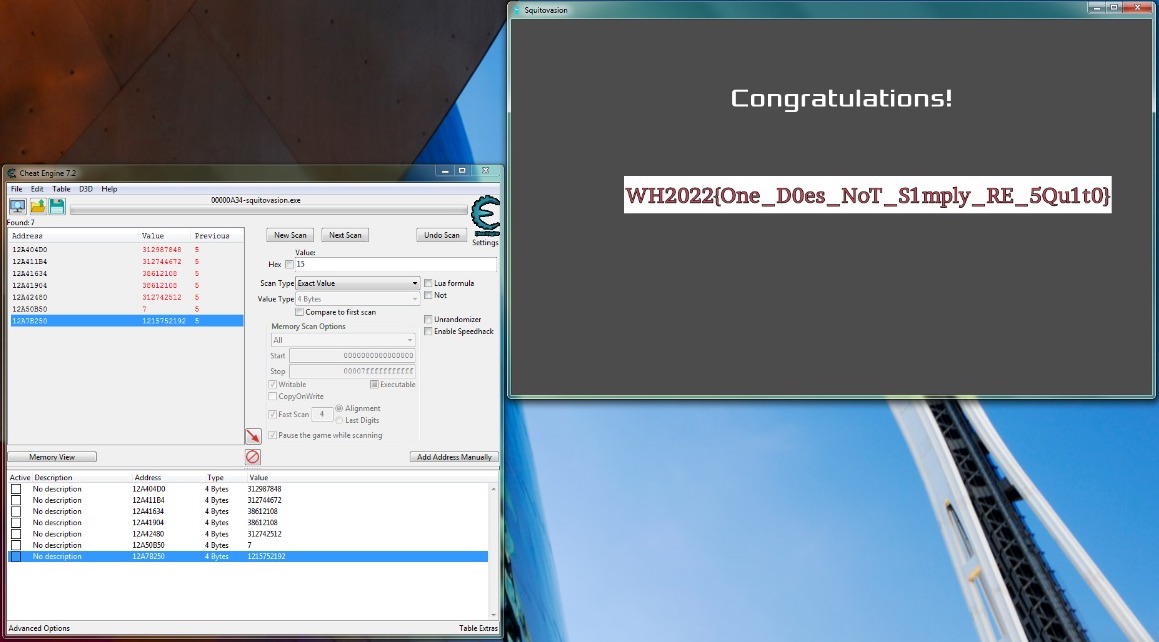 Squitovasion
Congratulations!
WH2022{One_D0es_NoT_S1mply_RE_5Qu1t0}
Cheat Engine 7.2
File Edit Table D3D Help
00000A34-squitovasion.exe
Found: 7
Address Value Previous
12A404D0 312987848 5
12A411B4 312744672 5
12A41634 38612108 5
12A41904 38612108 5
12A42480 312742512 5
12A50B50 7 5
12A7B250 1215752192 5
New Scan Next Scan Undo Scan
Settings
Value:
Hex 15
Scan Type Exact Value
Lua formula
Value Type 4 Bytes
Not
Compare to first scan
Memory Scan Options
All
Unrandomizer
Enable Speedhack
Start 0000000000000000
Stop 00007fffffffffff
Writable Executable
CopyOnWrite
Fast Scan 4 Alignment
Last Digits
Pause the game while scanning
Memory View
Add Address Manually
Active Description Address Type Value
No description 12A404D0 4 Bytes 312987848
No description 12A411B4 4 Bytes 312744672
No description 12A41634 4 Bytes 38612108
No description 12A41904 4 Bytes 38612108
No description 12A42480 4 Bytes 312742512
No description 12A50B50 4 Bytes 7
No description 12A7B250 4 Bytes 1215752192
Advanced Options
Table Extras